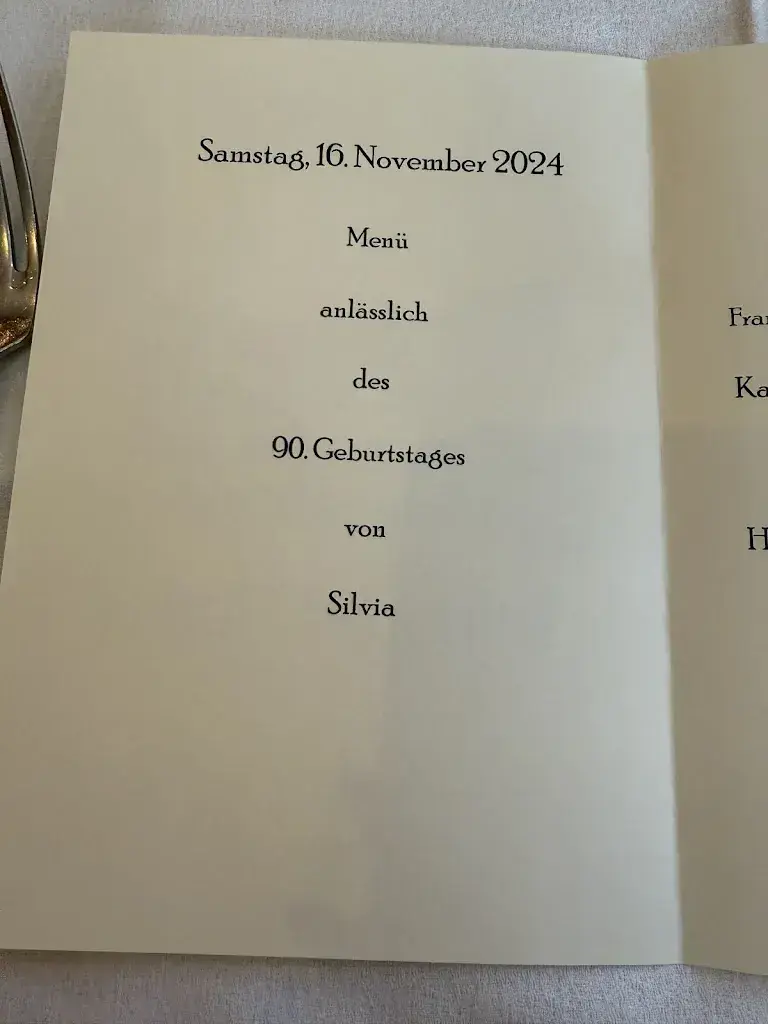 Samstag, 16. November 2024
Menü
anlässlich
des
90. Geburtstages
von
Silvia